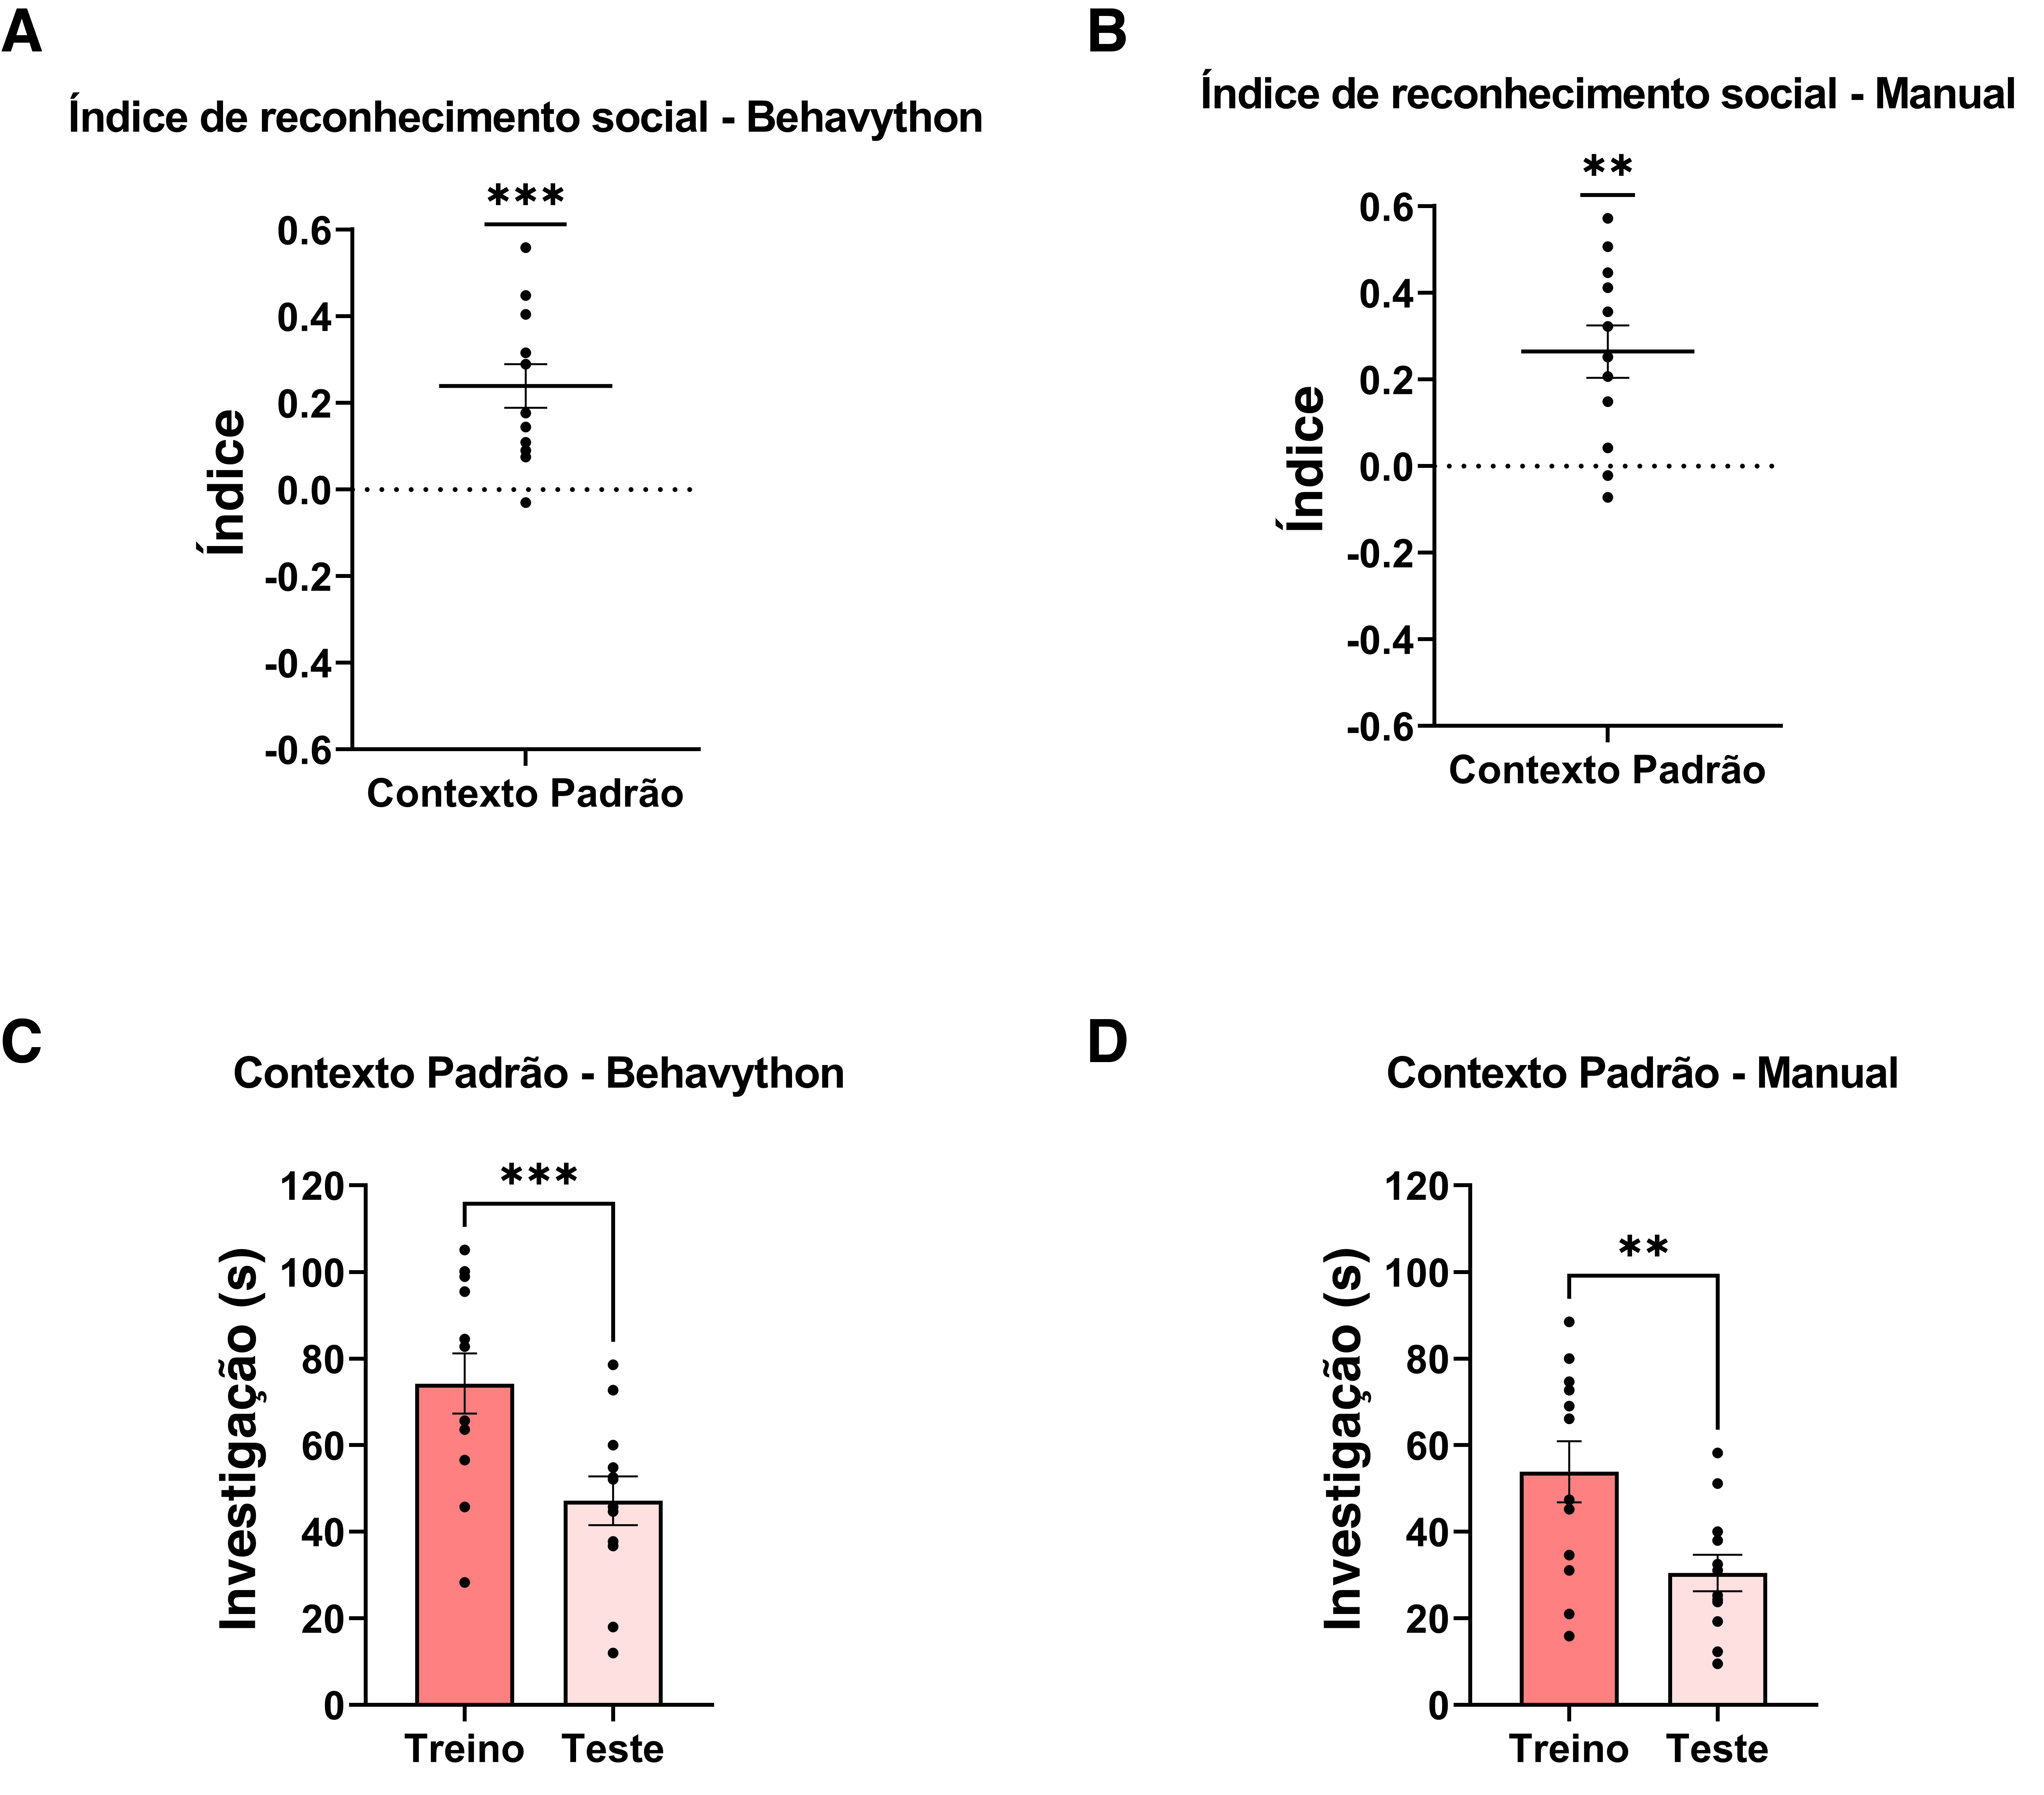 A
Índice de reconhecimento social - Behavython
***
0.6
0.4
0.2
0.0
-0.2
-0.4
-0.6
Índice
Contexto Padrão
B
Índice de reconhecimento social - Manual
**
0.6
0.4
0.2
0.0
-0.2
-0.4
-0.6
Índice
Contexto Padrão
C
Contexto Padrão - Behavython
***
120
100
80
60
40
20
0
Investigação (s)
Treino Teste
D
Contexto Padrão - Manual
**
120
100
80
60
40
20
0
Investigação (s)
Treino Teste